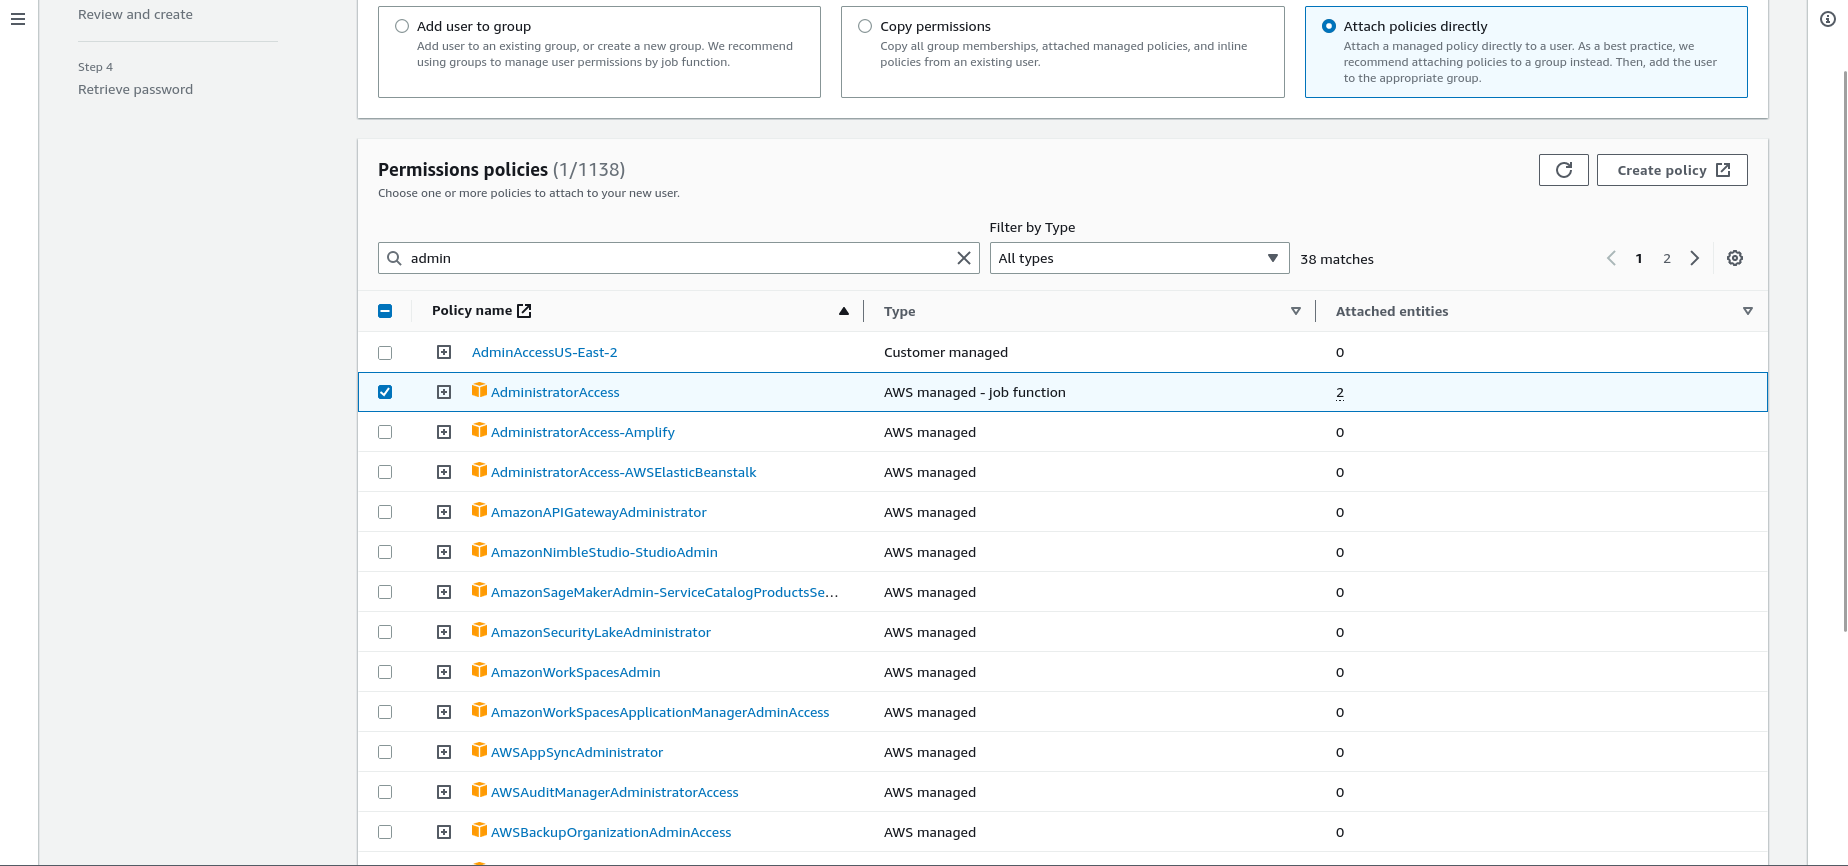 Review and create
Step 4
Retrieve password
Add user to group
Add user to an existing group, or create a new group. We recommend
using groups to manage user permissions by job function.
Copy permissions
Copy all group memberships, attached managed policies, and inline
policies from an existing user.
Attach policies directly
Attach a managed policy directly to a user. As a best practice, we
recommend attaching policies to a group instead. Then, add the user
to the appropriate group.
Permissions policies (1/1138)
Choose one or more policies to attach to your new user.
Create policy
Filter by Type
admin
All types
38 matches
1 2
Policy name Type Attached entities
AdminAccessUS-East-2 Customer managed 0
AdministratorAccess AWS managed - job function 2
AdministratorAccess-Amplify AWS managed 0
AdministratorAccess-AWSElasticBeanstalk AWS managed 0
AmazonAPIGatewayAdministrator AWS managed 0
AmazonNimbleStudio-StudioAdmin AWS managed 0
AmazonSageMakerAdmin-ServiceCatalogProductsSe... AWS managed 0
AmazonSecurityLakeAdministrator AWS managed 0
AmazonWorkSpacesAdmin AWS managed 0
AmazonWorkSpacesApplicationManagerAdminAccess AWS managed 0
AWSAppSyncAdministrator AWS managed 0
AWSAuditManagerAdministratorAccess AWS managed 0
AWSBackupOrganizationAdminAccess AWS managed 0